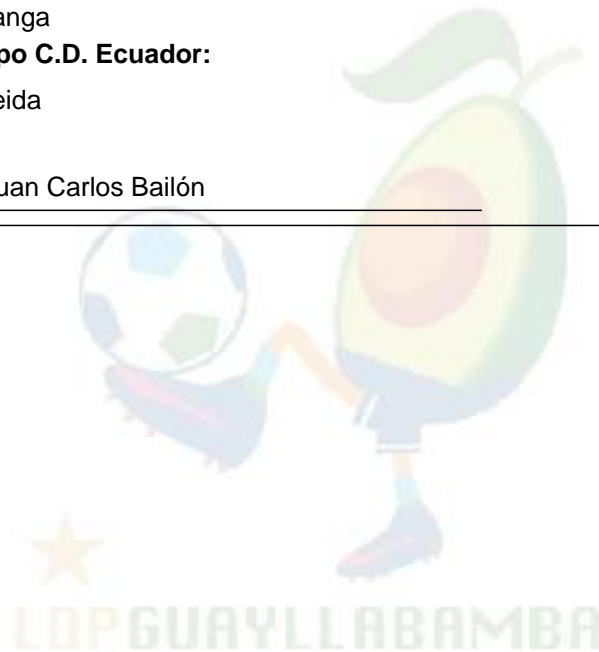 anga
po C.D. Ecuador:
eida
uan Carlos Bailón
LDPGUAYLLABAMBA